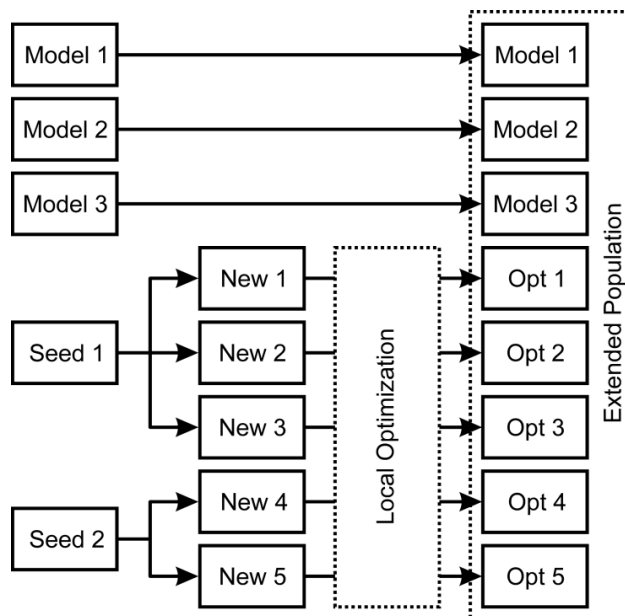 Model 1
Model 1
Model 2
Model 2
Model 3
Model 3
New 1
Opt 1
Seed 1
New 2
Opt 2
New 3
Opt 3
New 4
Opt 4
Seed 2
New 5
Opt 5
Local Optimization
Extended Population